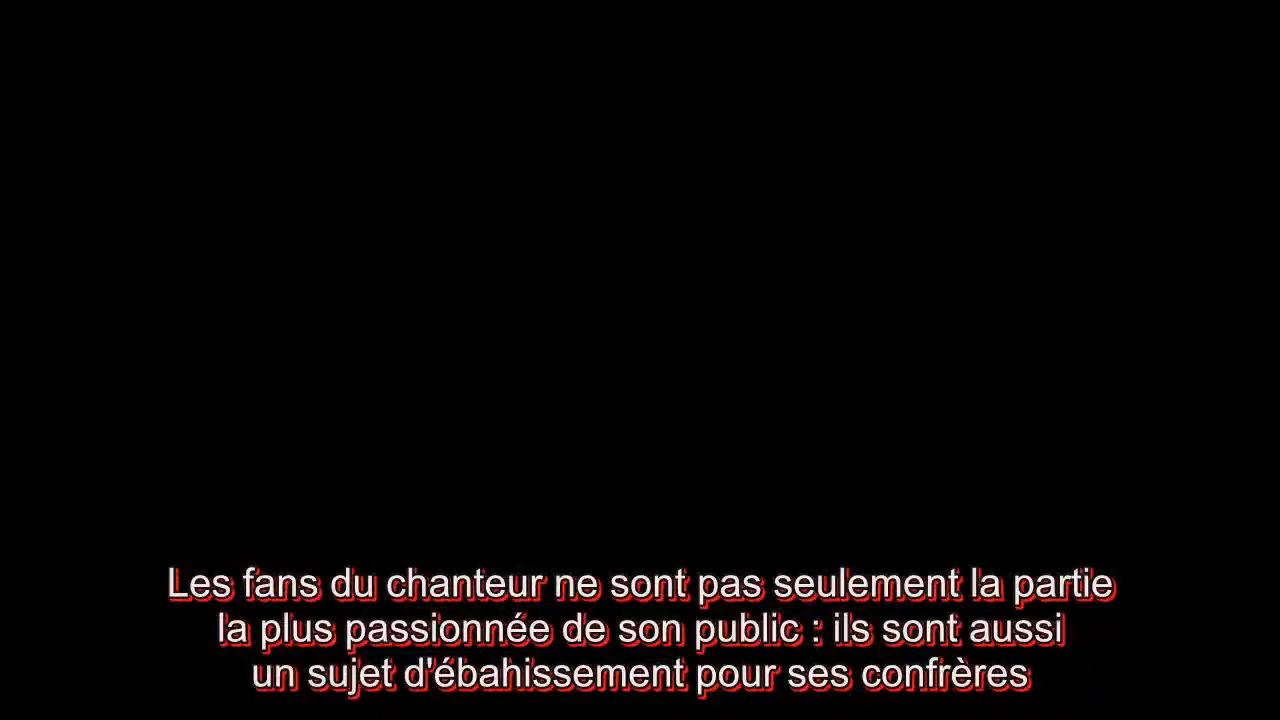 Les fans du chanteur ne sont pas seulement la partie
la plus passionnée de son public : ils sont aussi
un sujet d'ébahissement pour ses confrères